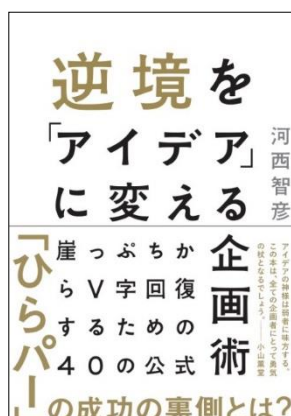 逆境を
「アイデア」
に変える
企画術
河西智彦
アイデアの神様は弱者に味方する。
この本は、全ての企画者にとって勇気
の杖となるでしょう。——小山薫堂
崖っぷちか
らV字回復
するための
40の公式
「ひらパー」
の成功の裏側とは?